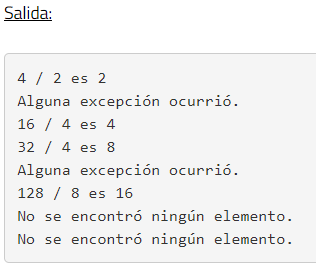 Salida:
4 / 2 es 2
Alguna excepción ocurrió.
16 / 4 es 4
32 / 4 es 8
Alguna excepción ocurrió.
128 / 8 es 16
No se encontró ningún elemento.
No se encontró ningún elemento.